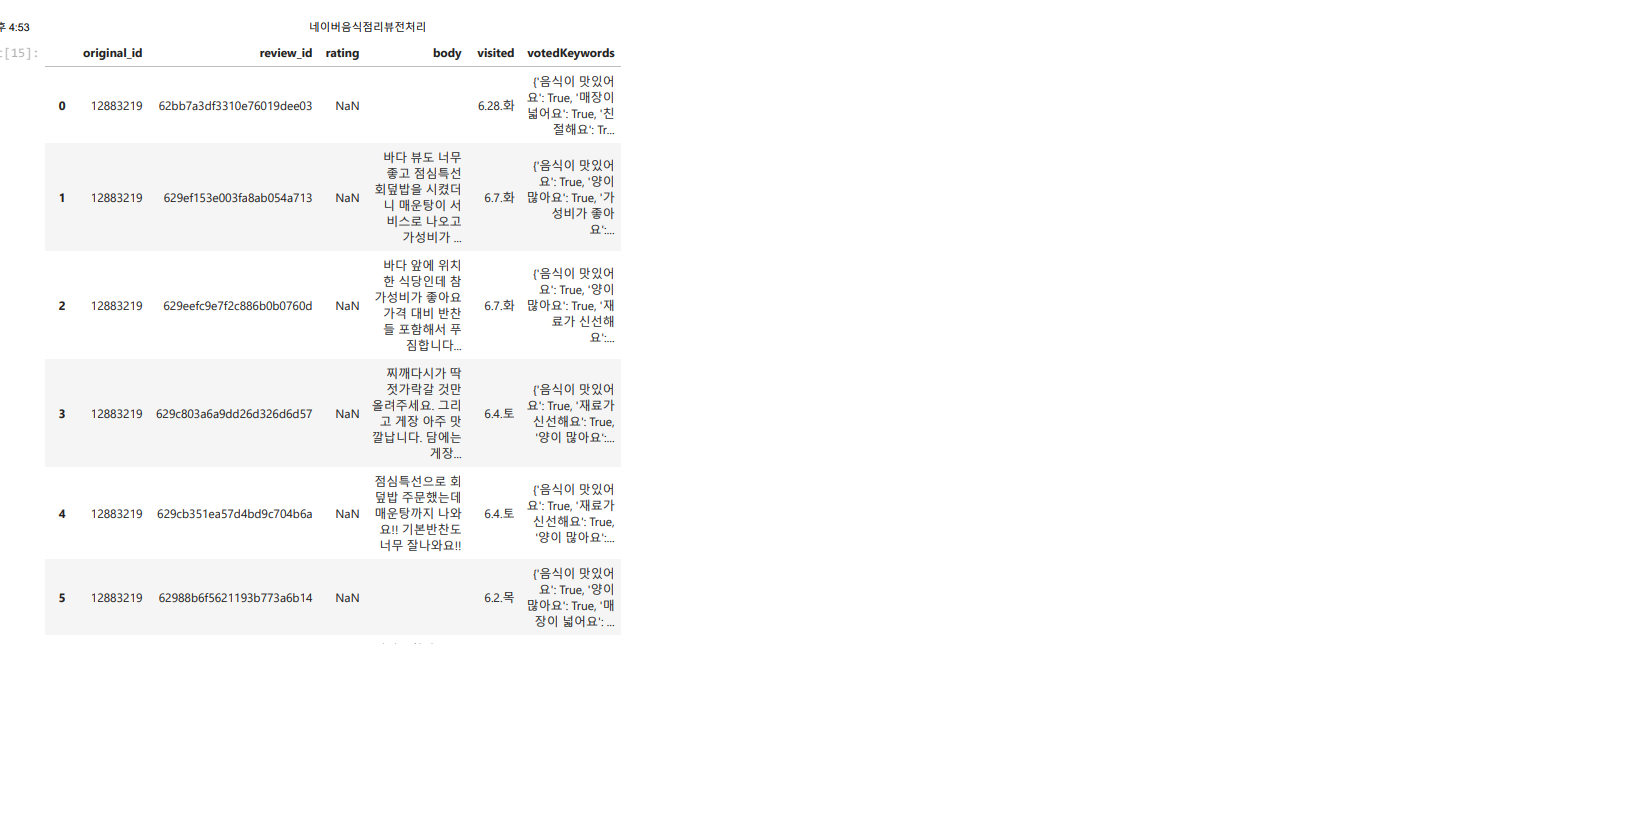 후 4:53 네이버음식점리뷰전처리
t[15]: original_id review_id rating body visited votedKeywords
0 12883219 62bb7a3df3310e76019dee03 NaN 6.28.화 {'음식이 맛있어
요': True, '매장이
넓어요': True, '친
절해요': Tr...
1 12883219 629ef153e003fa8ab054a713 NaN 바다 뷰도 너무
좋고 점심특선
회덮밥을 시켰더
니 매운탕이 서
비스로 나오고
가성비가 ... 6.7.화 {'음식이 맛있어
요': True, '양이
많아요': True, '가
성비가 좋아
요':...
2 12883219 629eefc9e7f2c886b0b0760d NaN 바다 앞에 위치
한 식당인데 참
가성비가 좋아요
가격 대비 반찬
들 포함해서 푸
짐합니다... 6.7.화 {'음식이 맛있어
요': True, '양이
많아요': True, '재
료가 신선해
요':...
3 12883219 629c803a6a9dd26d326d6d57 NaN 찌깨다시가 딱
젓가락갈 것만
올려주세요. 그리
고 게장 아주 맛
깔납니다. 담에는
게장... 6.4.토 {'음식이 맛있어
요': True, '재료가
신선해요': True,
'양이 많아요':...
4 12883219 629cb351ea57d4bd9c704b6a NaN 점심특선으로 회
덮밥 주문했는데
매운탕까지 나와
요!! 기본반찬도
너무 잘나와요!! 6.4.토 {'음식이 맛있어
요': True, '재료가
신선해요': True,
'양이 많아요':...
5 12883219 62988b6f5621193b773a6b14 NaN 6.2.목 {'음식이 맛있어
요': True, '양이
많아요': True, '매
장이 넓어요': ...